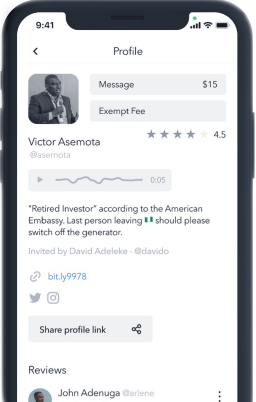 9:41
Profile
Message $15
Exempt Fee
Victor Asemota
4.5
@asemota
0:05
"Retired Investor" according to the American
Embassy. Last person leaving 🇳🇬 should please
switch off the generator.
Invited by David Adeleke - @davido
bit.ly9978
Share profile link
Reviews
John Adenuga @arlene